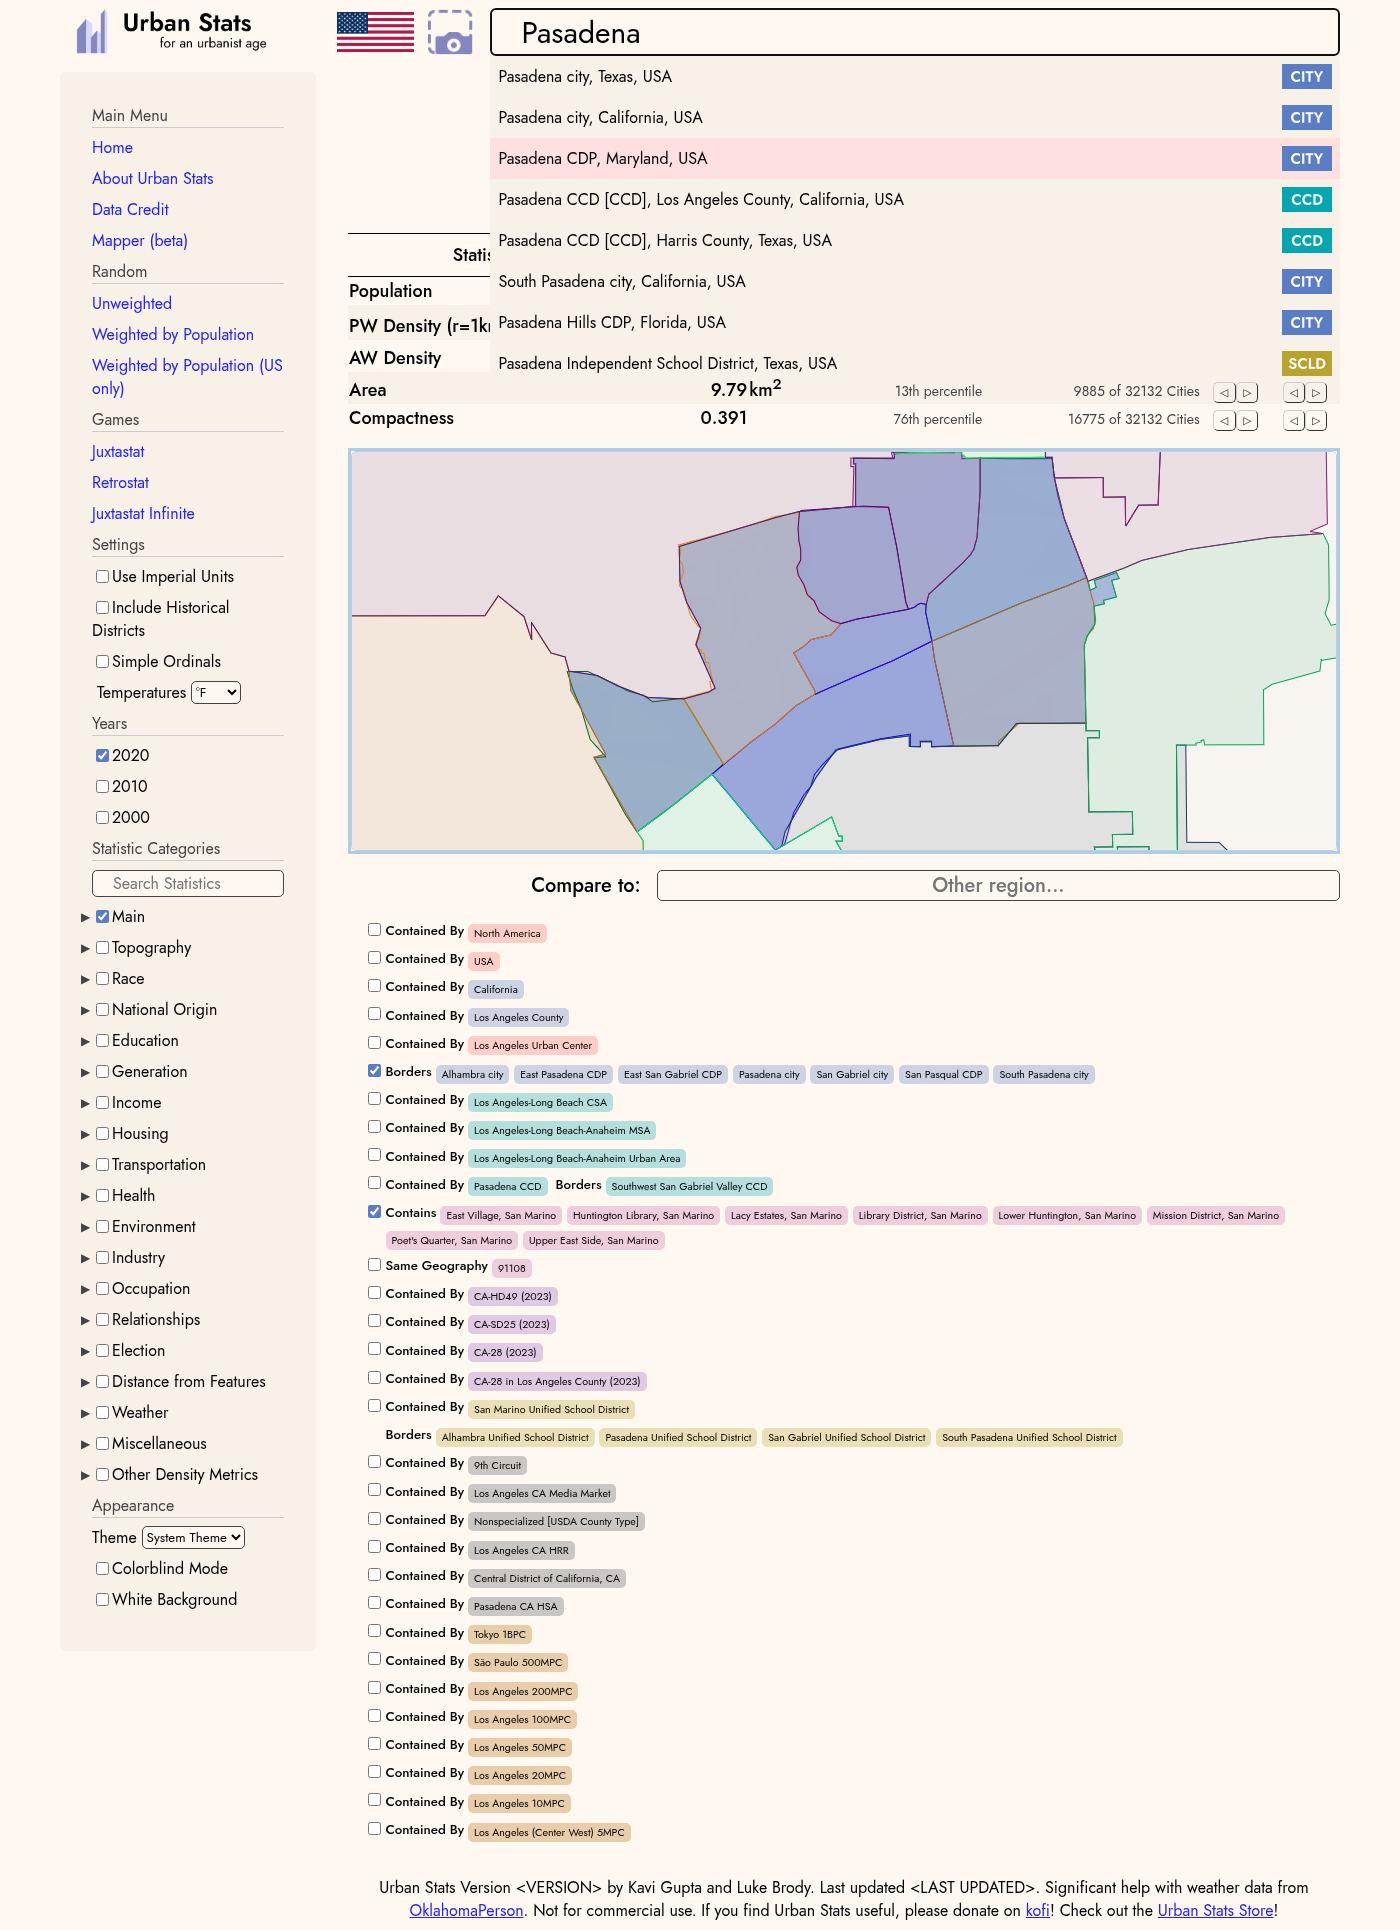 Urban Stats
for an urbanist age
Pasadena
Pasadena city, Texas, USA CITY
Pasadena city, California, USA CITY
Pasadena CDP, Maryland, USA CITY
Pasadena CCD [CCD], Los Angeles County, California, USA CCD
Pasadena CCD [CCD], Harris County, Texas, USA CCD
South Pasadena city, California, USA CITY
Pasadena Hills CDP, Florida, USA CITY
Pasadena Independent School District, Texas, USA SCLD
Main Menu
Home
About Urban Stats
Data Credit
Mapper (beta)
Random
Unweighted
Weighted by Population
Weighted by Population (US
only)
Games
Juxtastat
Retrostat
Juxtastat Infinite
Settings
Use Imperial Units
Include Historical
Districts
Simple Ordinals
Temperatures °F
Years
2020
2010
2000
Statistic Categories
Search Statistics
Main
Topography
Race
National Origin
Education
Generation
Income
Housing
Transportation
Health
Environment
Industry
Occupation
Relationships
Election
Distance from Features
Weather
Miscellaneous
Other Density Metrics
Appearance
Theme System Theme
Colorblind Mode
White Background
Statis
Population
PW Density (r=1k
AW Density
Area 9.79 km2 13th percentile 9885 of 32132 Cities
Compactness 0.391 76th percentile 16775 of 32132 Cities
Compare to: Other region...
Contained By North America
Contained By USA
Contained By California
Contained By Los Angeles County
Contained By Los Angeles Urban Center
Borders Alhambra city East Pasadena CDP East San Gabriel CDP Pasadena city San Gabriel city San Pasqual CDP South Pasadena city
Contained By Los Angeles-Long Beach CSA
Contained By Los Angeles-Long Beach-Anaheim MSA
Contained By Los Angeles-Long Beach-Anaheim Urban Area
Contained By Pasadena CCD Borders Southwest San Gabriel Valley CCD
Contains East Village, San Marino Huntington Library, San Marino Lacy Estates, San Marino Library District, San Marino Lower Huntington, San Marino Mission District, San Marino
Poet's Quarter, San Marino Upper East Side, San Marino
Same Geography 91108
Contained By CA-HD49 (2023)
Contained By CA-SD25 (2023)
Contained By CA-28 (2023)
Contained By CA-28 in Los Angeles County (2023)
Contained By San Marino Unified School District
Borders Alhambra Unified School District Pasadena Unified School District San Gabriel Unified School District South Pasadena Unified School District
Contained By 9th Circuit
Contained By Los Angeles CA Media Market
Contained By Nonspecialized [USDA County Type]
Contained By Los Angeles CA HRR
Contained By Central District of California, CA
Contained By Pasadena CA HSA
Contained By Tokyo 1BPC
Contained By São Paulo 500MPC
Contained By Los Angeles 200MPC
Contained By Los Angeles 100MPC
Contained By Los Angeles 50MPC
Contained By Los Angeles 20MPC
Contained By Los Angeles 10MPC
Contained By Los Angeles (Center West) 5MPC
Urban Stats Version <VERSION> by Kavi Gupta and Luke Brody. Last updated <LAST UPDATED>. Significant help with weather data from
OklahomaPerson. Not for commercial use. If you find Urban Stats useful, please donate on kofi! Check out the Urban Stats Store!